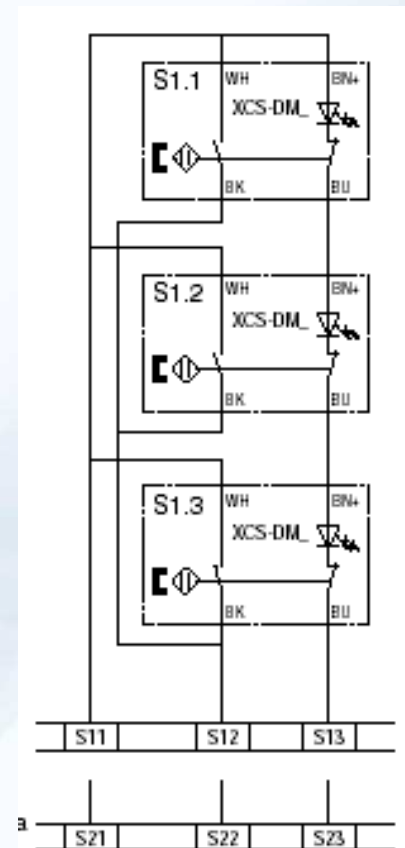 S1.1 WH BN+
XCS-DM_
BK BU
S1.2 WH BN+
XCS-DM_
BK BU
S1.3 WH BN+
XCS-DM_
BK BU
S11 S12 S13
a
S21 S22 S23